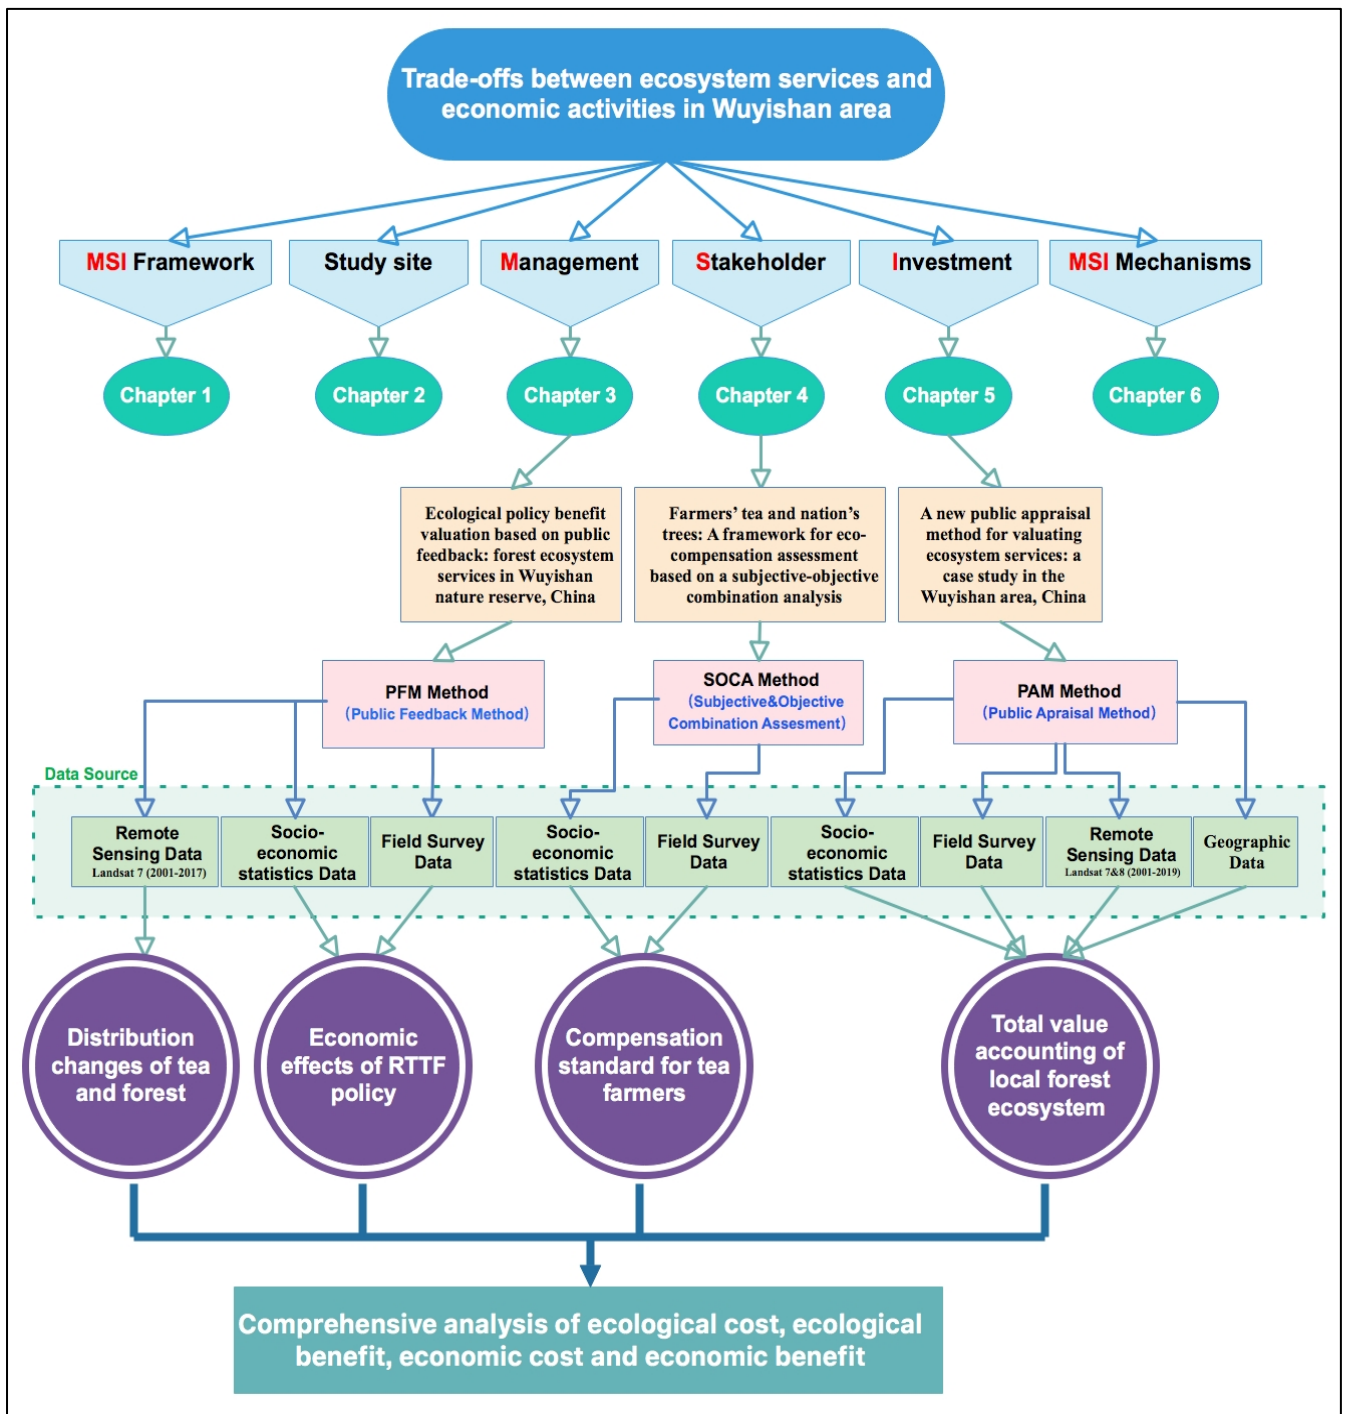 Trade-offs between ecosystem services and
economic activities in Wuyishan area
MSI Framework
Study site
Management
Stakeholder
Investment
MSI Mechanisms
Chapter 1
Chapter 2
Chapter 3
Chapter 4
Chapter 5
Chapter 6
Ecological policy benefit
valuation based on public
feedback: forest ecosystem
services in Wuyishan
nature reserve, China
Farmers' tea and nation's
trees: A framework for eco-
compensation assessment
based on a subjective-objective
combination analysis
A new public appraisal
method for valuating
ecosystem services: a
case study in the
Wuyishan area, China
PFM Method
(Public Feedback Method)
SOCA Method
(Subjective&Objective
Combination Assesment)
PAM Method
(Public Apraisal Method)
Data Source
Remote
Sensing Data
Landsat 7 (2001-2017)
Socio-
economic
statistics Data
Field Survey
Data
Socio-
economic
statistics Data
Field Survey
Data
Socio-
economic
statistics Data
Field Survey
Data
Remote
Sensing Data
Landsat 7&8 (2001-2019)
Geographic
Data
Distribution
changes of tea
and forest
Economic
effects of RTTF
policy
Compensation
standard for tea
farmers
Total value
accounting of
local forest
ecosystem
Comprehensive analysis of ecological cost, ecological
benefit, economic cost and economic benefit